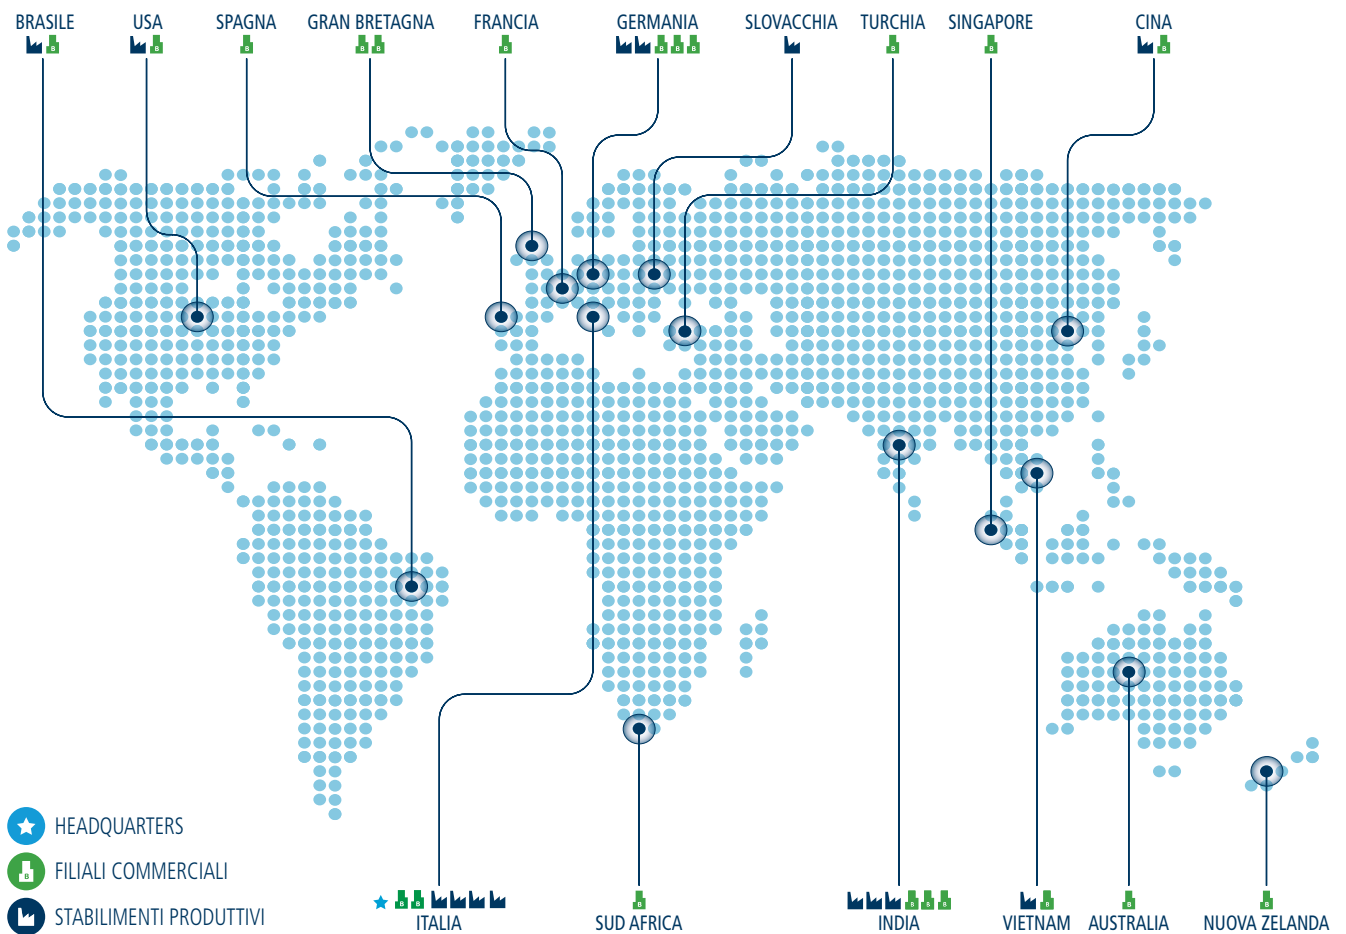 BRASILE
USA
SPAGNA
GRAN BRETAGNA
FRANCIA
GERMANIA
SLOVACCHIA
TURCHIA
SINGAPORE
CINA
HEADQUARTERS
FILIALI COMMERCIALI
STABILIMENTI PRODUTTIVI
ITALIA
SUD AFRICA
INDIA
VIETNAM
AUSTRALIA
NUOVA ZELANDA